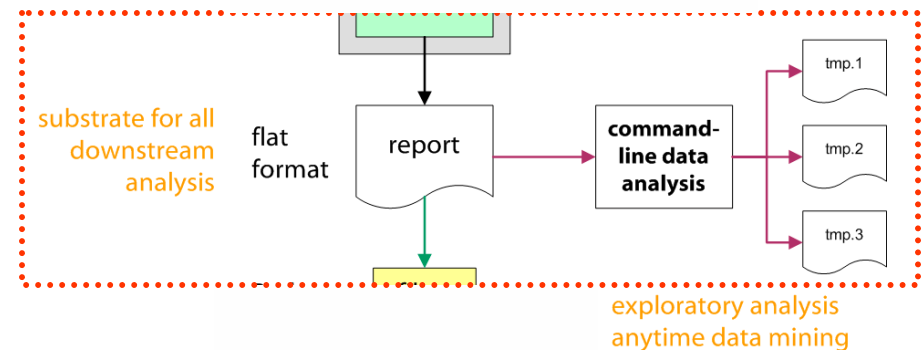 substrate for all
downstream
analysis
flat
format
report
command-
line data
analysis
tmp.1
tmp.2
tmp.3
exploratory analysis
anytime data mining